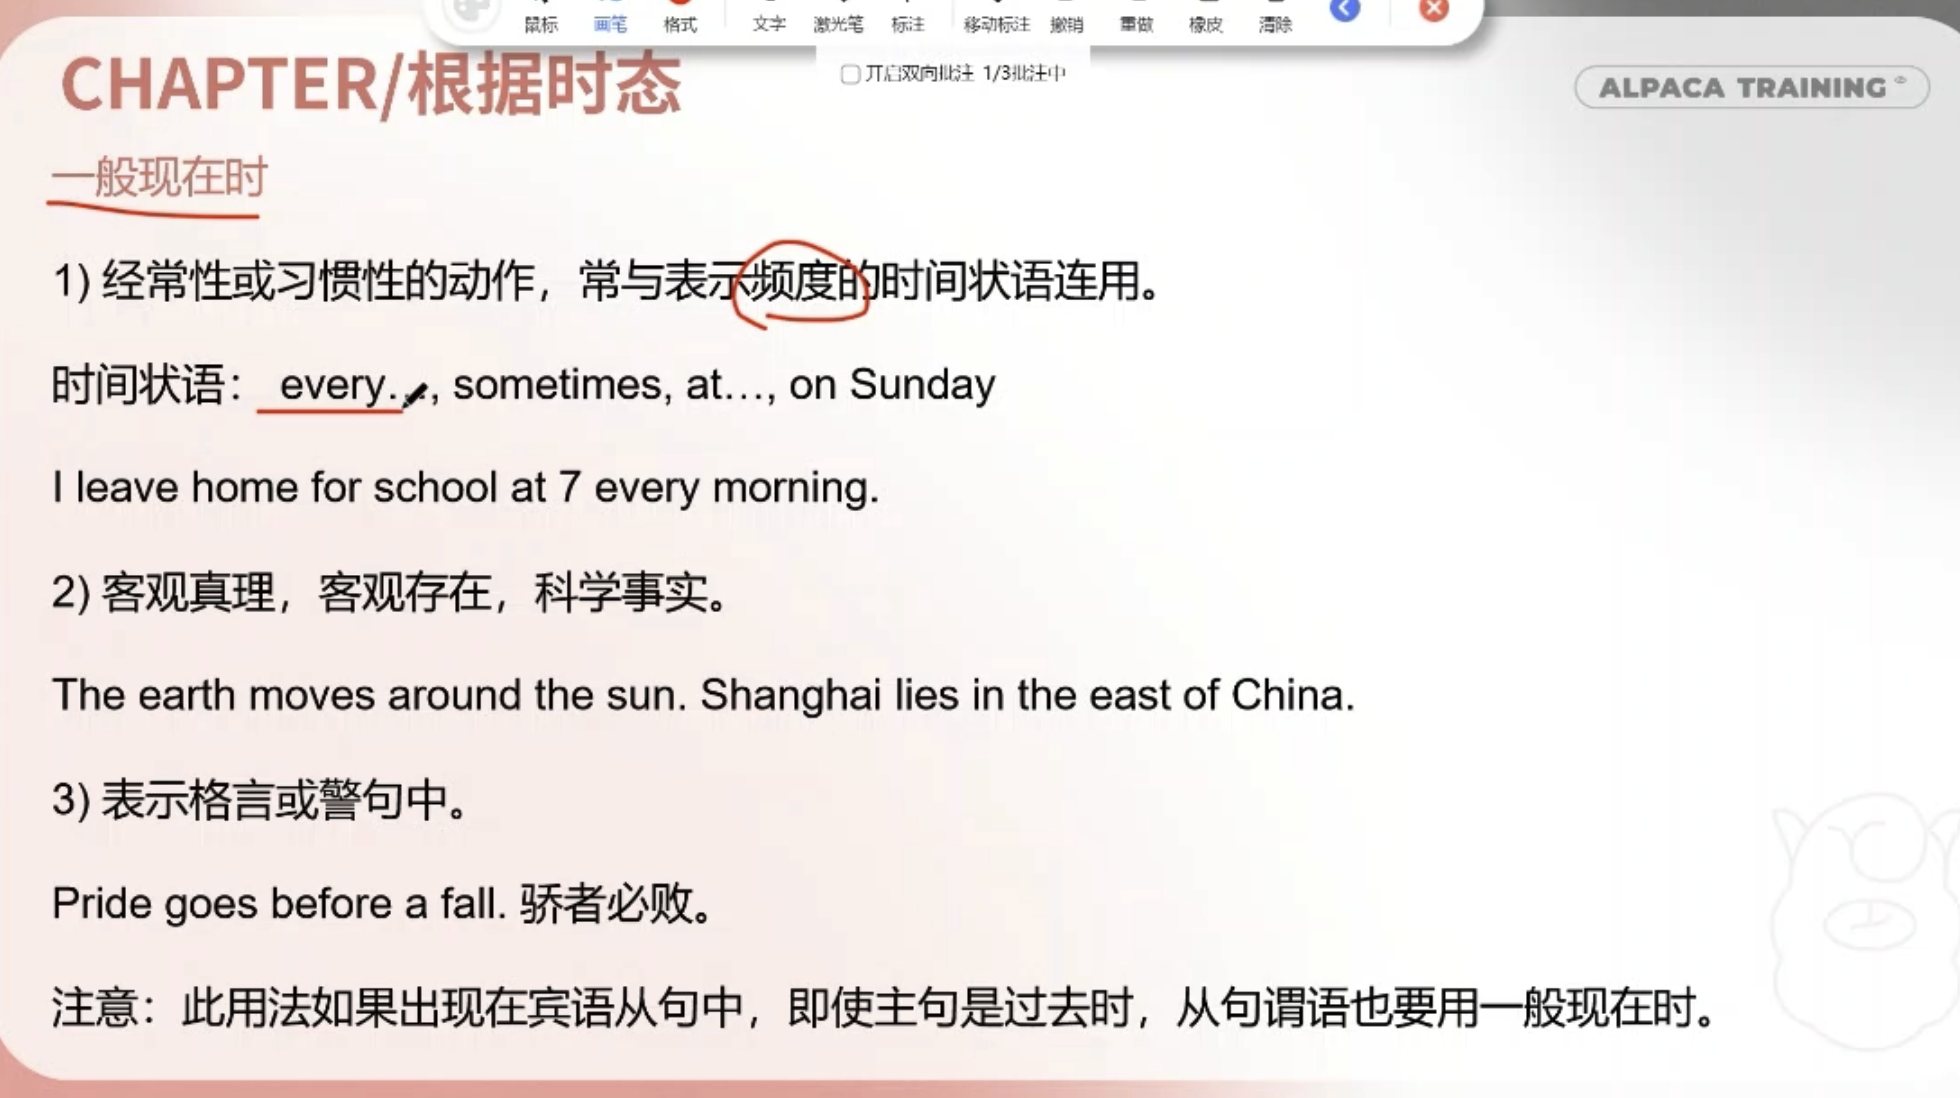 鼠标 画笔 格式 文字 激光笔 标注 移动标注 撤销 重做 橡皮 清除
开启双向批注 1/3批注中
CHAPTER/根据时态
ALPACA TRAINING
一般现在时
1) 经常性或习惯性的动作，常与表示频度的时间状语连用。
时间状语： every..., sometimes, at…, on Sunday
I leave home for school at 7 every morning.
2) 客观真理，客观存在，科学事实。
The earth moves around the sun. Shanghai lies in the east of China.
3) 表示格言或警句中。
Pride goes before a fall. 骄者必败。
注意：此用法如果出现在宾语从句中，即使主句是过去时，从句谓语也要用一般现在时。